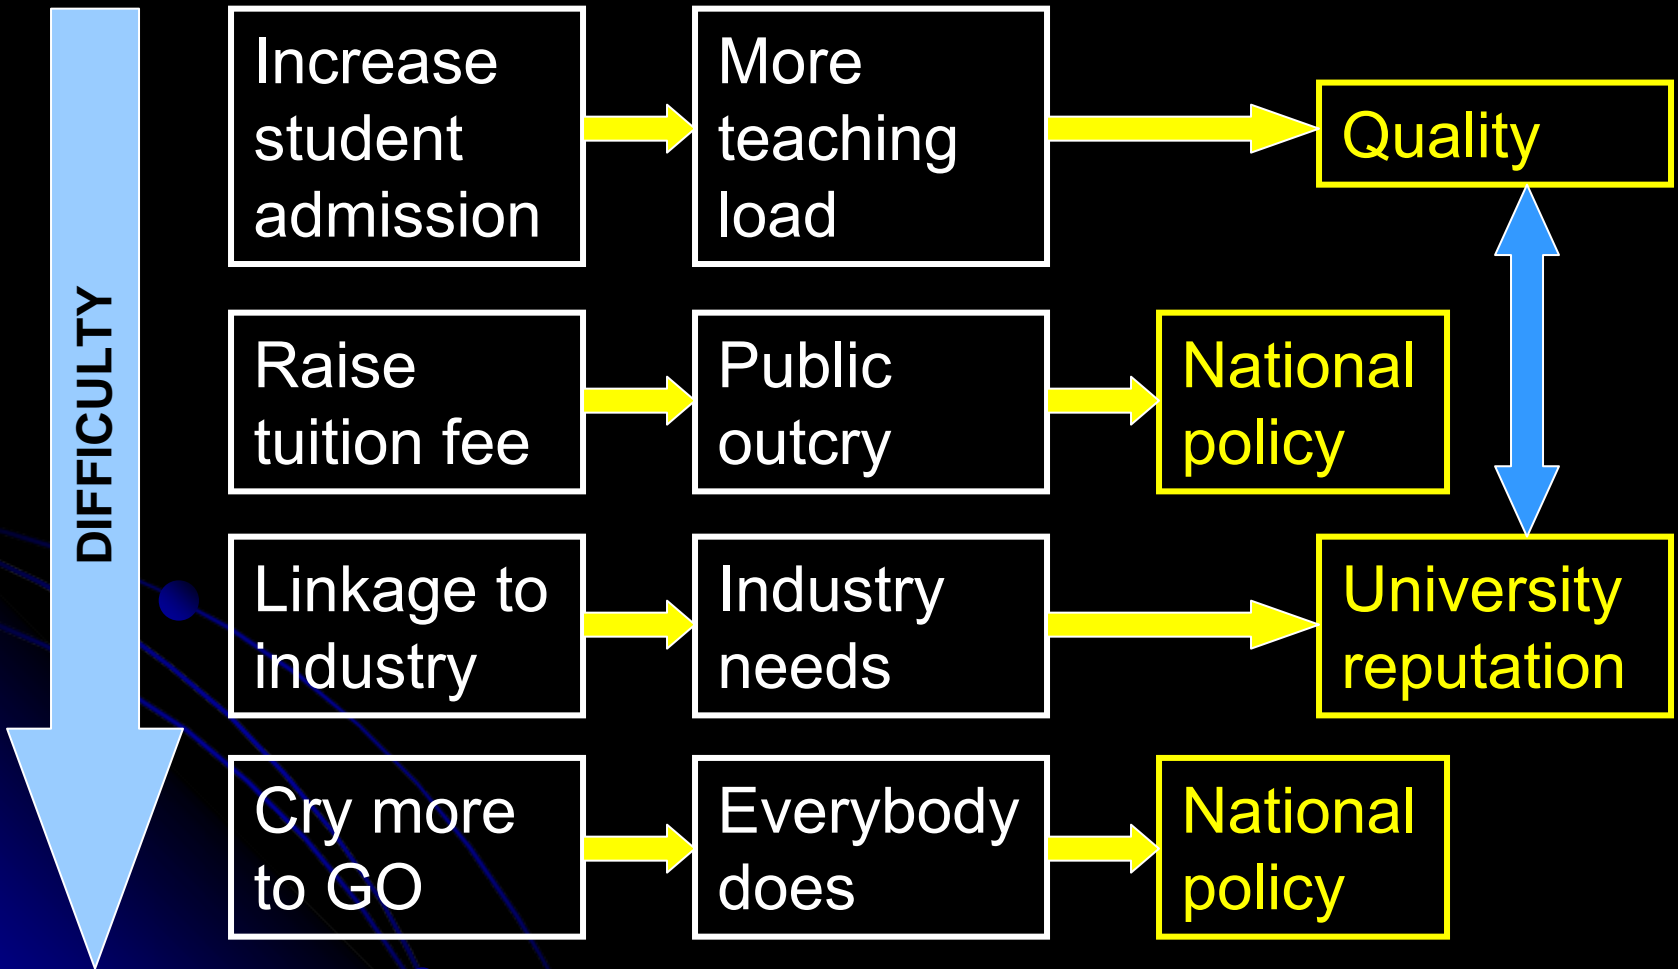 DIFFICULTY
Increase
student
admission
More
teaching
load
Quality
Raise
tuition fee
Public
outcry
National
policy
Linkage to
industry
Industry
needs
University
reputation
Cry more
to GO
Everybody
does
National
policy